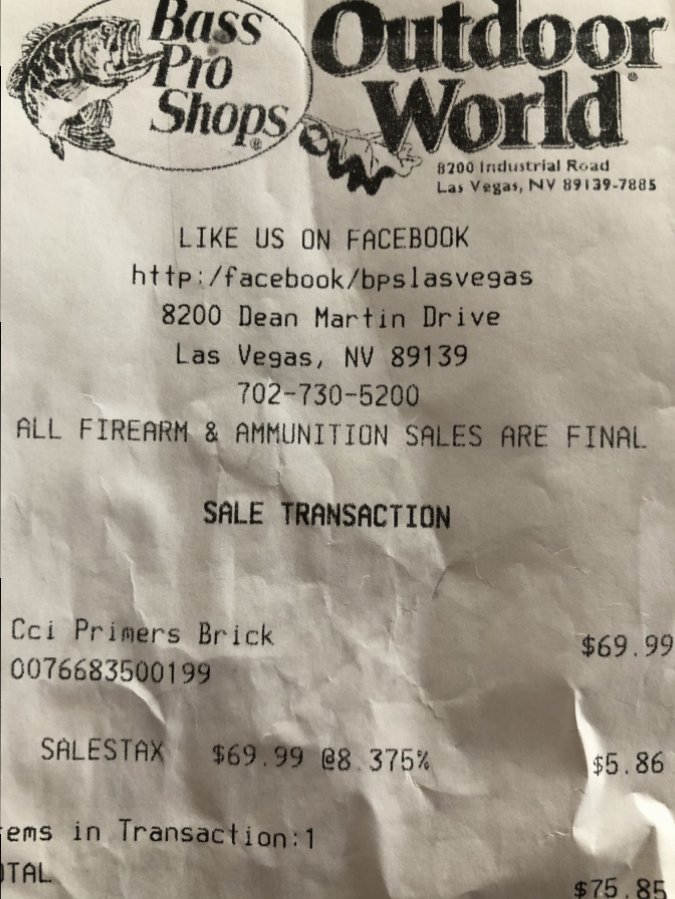 Bass Pro Shops®
Outdoor World®
8200 Industrial Road
Las Vegas, NV 89139-7885
LIKE US ON FACEBOOK
http:/facebook/bpslasvegas
8200 Dean Martin Drive
Las Vegas, NV 89139
702-730-5200
ALL FIREARM & AMMUNITION SALES ARE FINAL
SALE TRANSACTION
Cci Primers Brick $69.99
0076683500199
SALESTAX $69.99 @8.375% $5.86
ems in Transaction:1
OTAL $75.85